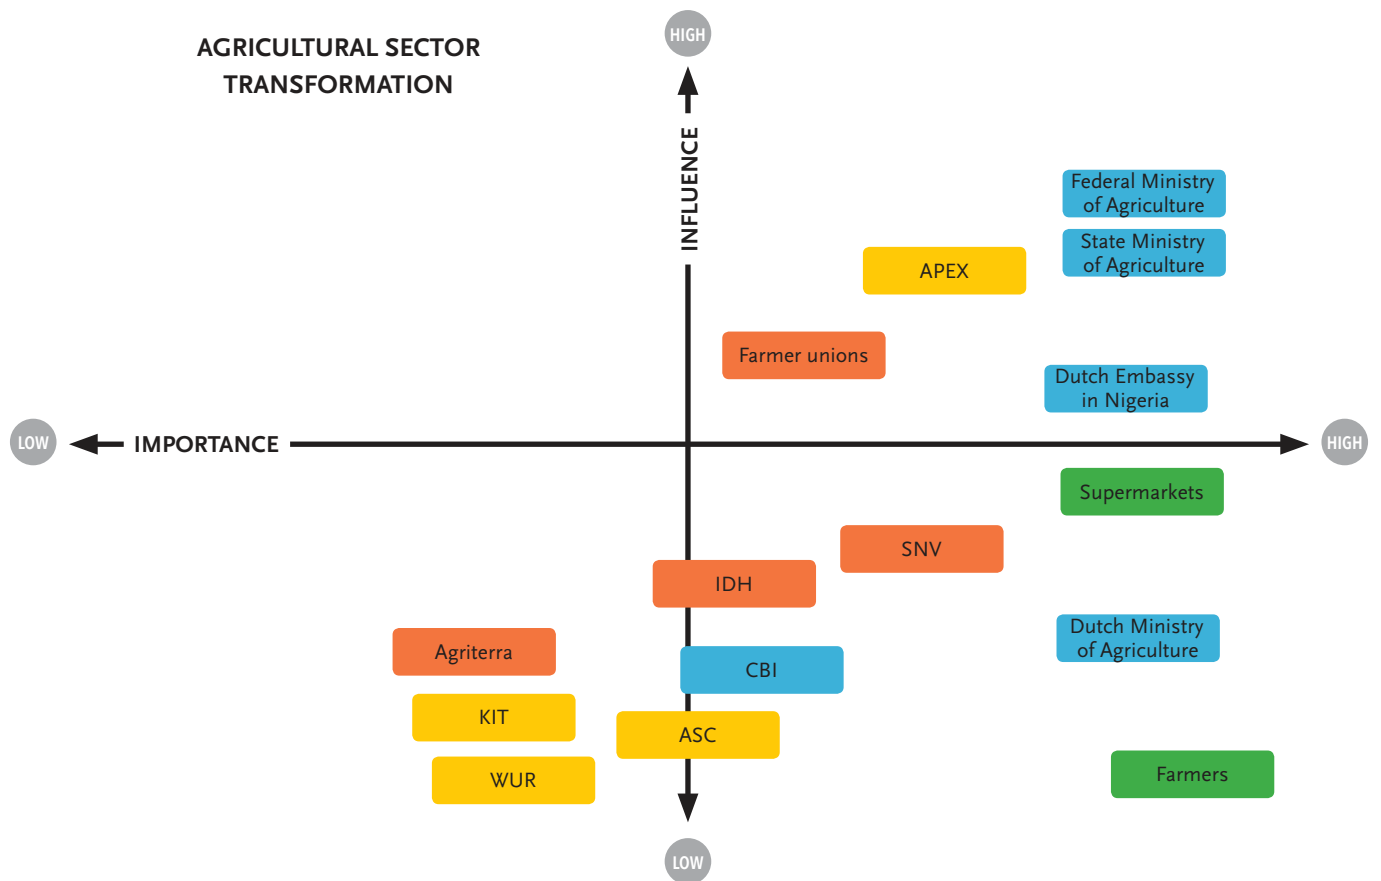 AGRICULTURAL SECTOR
TRANSFORMATION
HIGH
INFLUENCE
Federal Ministry
of Agriculture
State Ministry
of Agriculture
APEX
Farmer unions
Dutch Embassy
in Nigeria
LOW
IMPORTANCE
HIGH
Supermarkets
SNV
IDH
Dutch Ministry
of Agriculture
Agriterra
CBI
KIT
ASC
WUR
Farmers
LOW